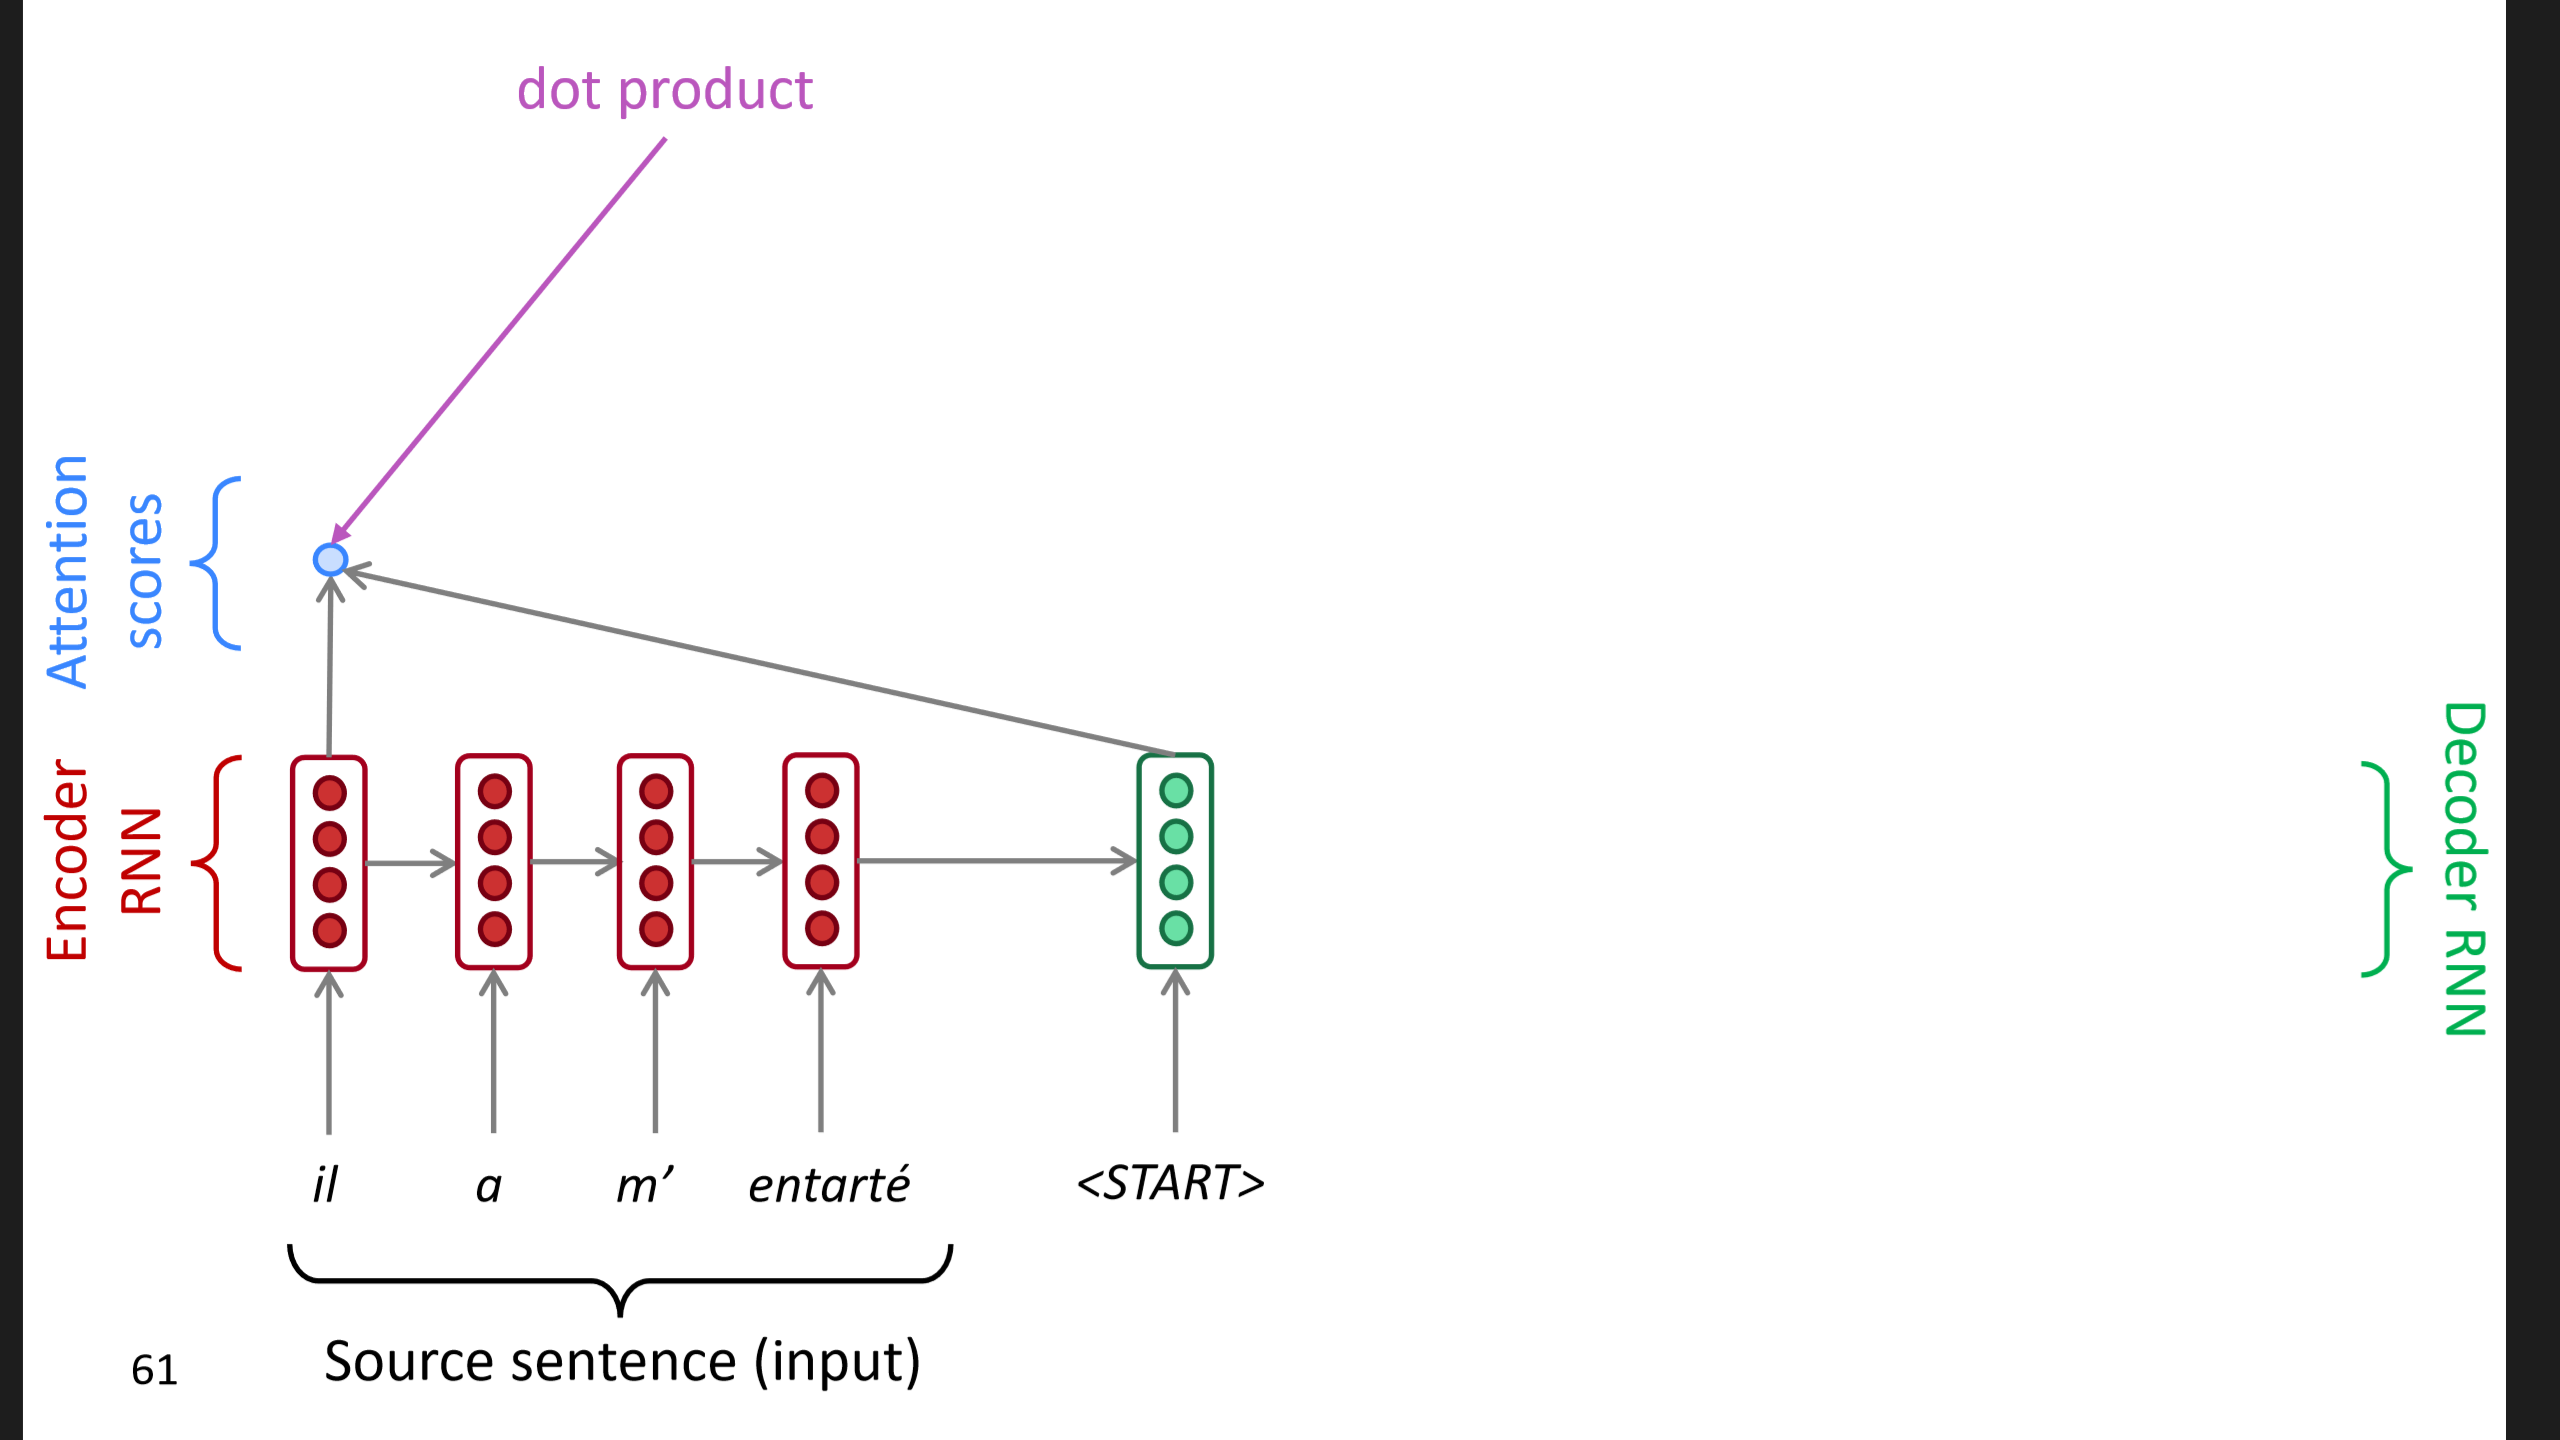 dot product
Attention
scores
Encoder
RNN
Decoder RNN
il a m’ entarté <START>
Source sentence (input)
61